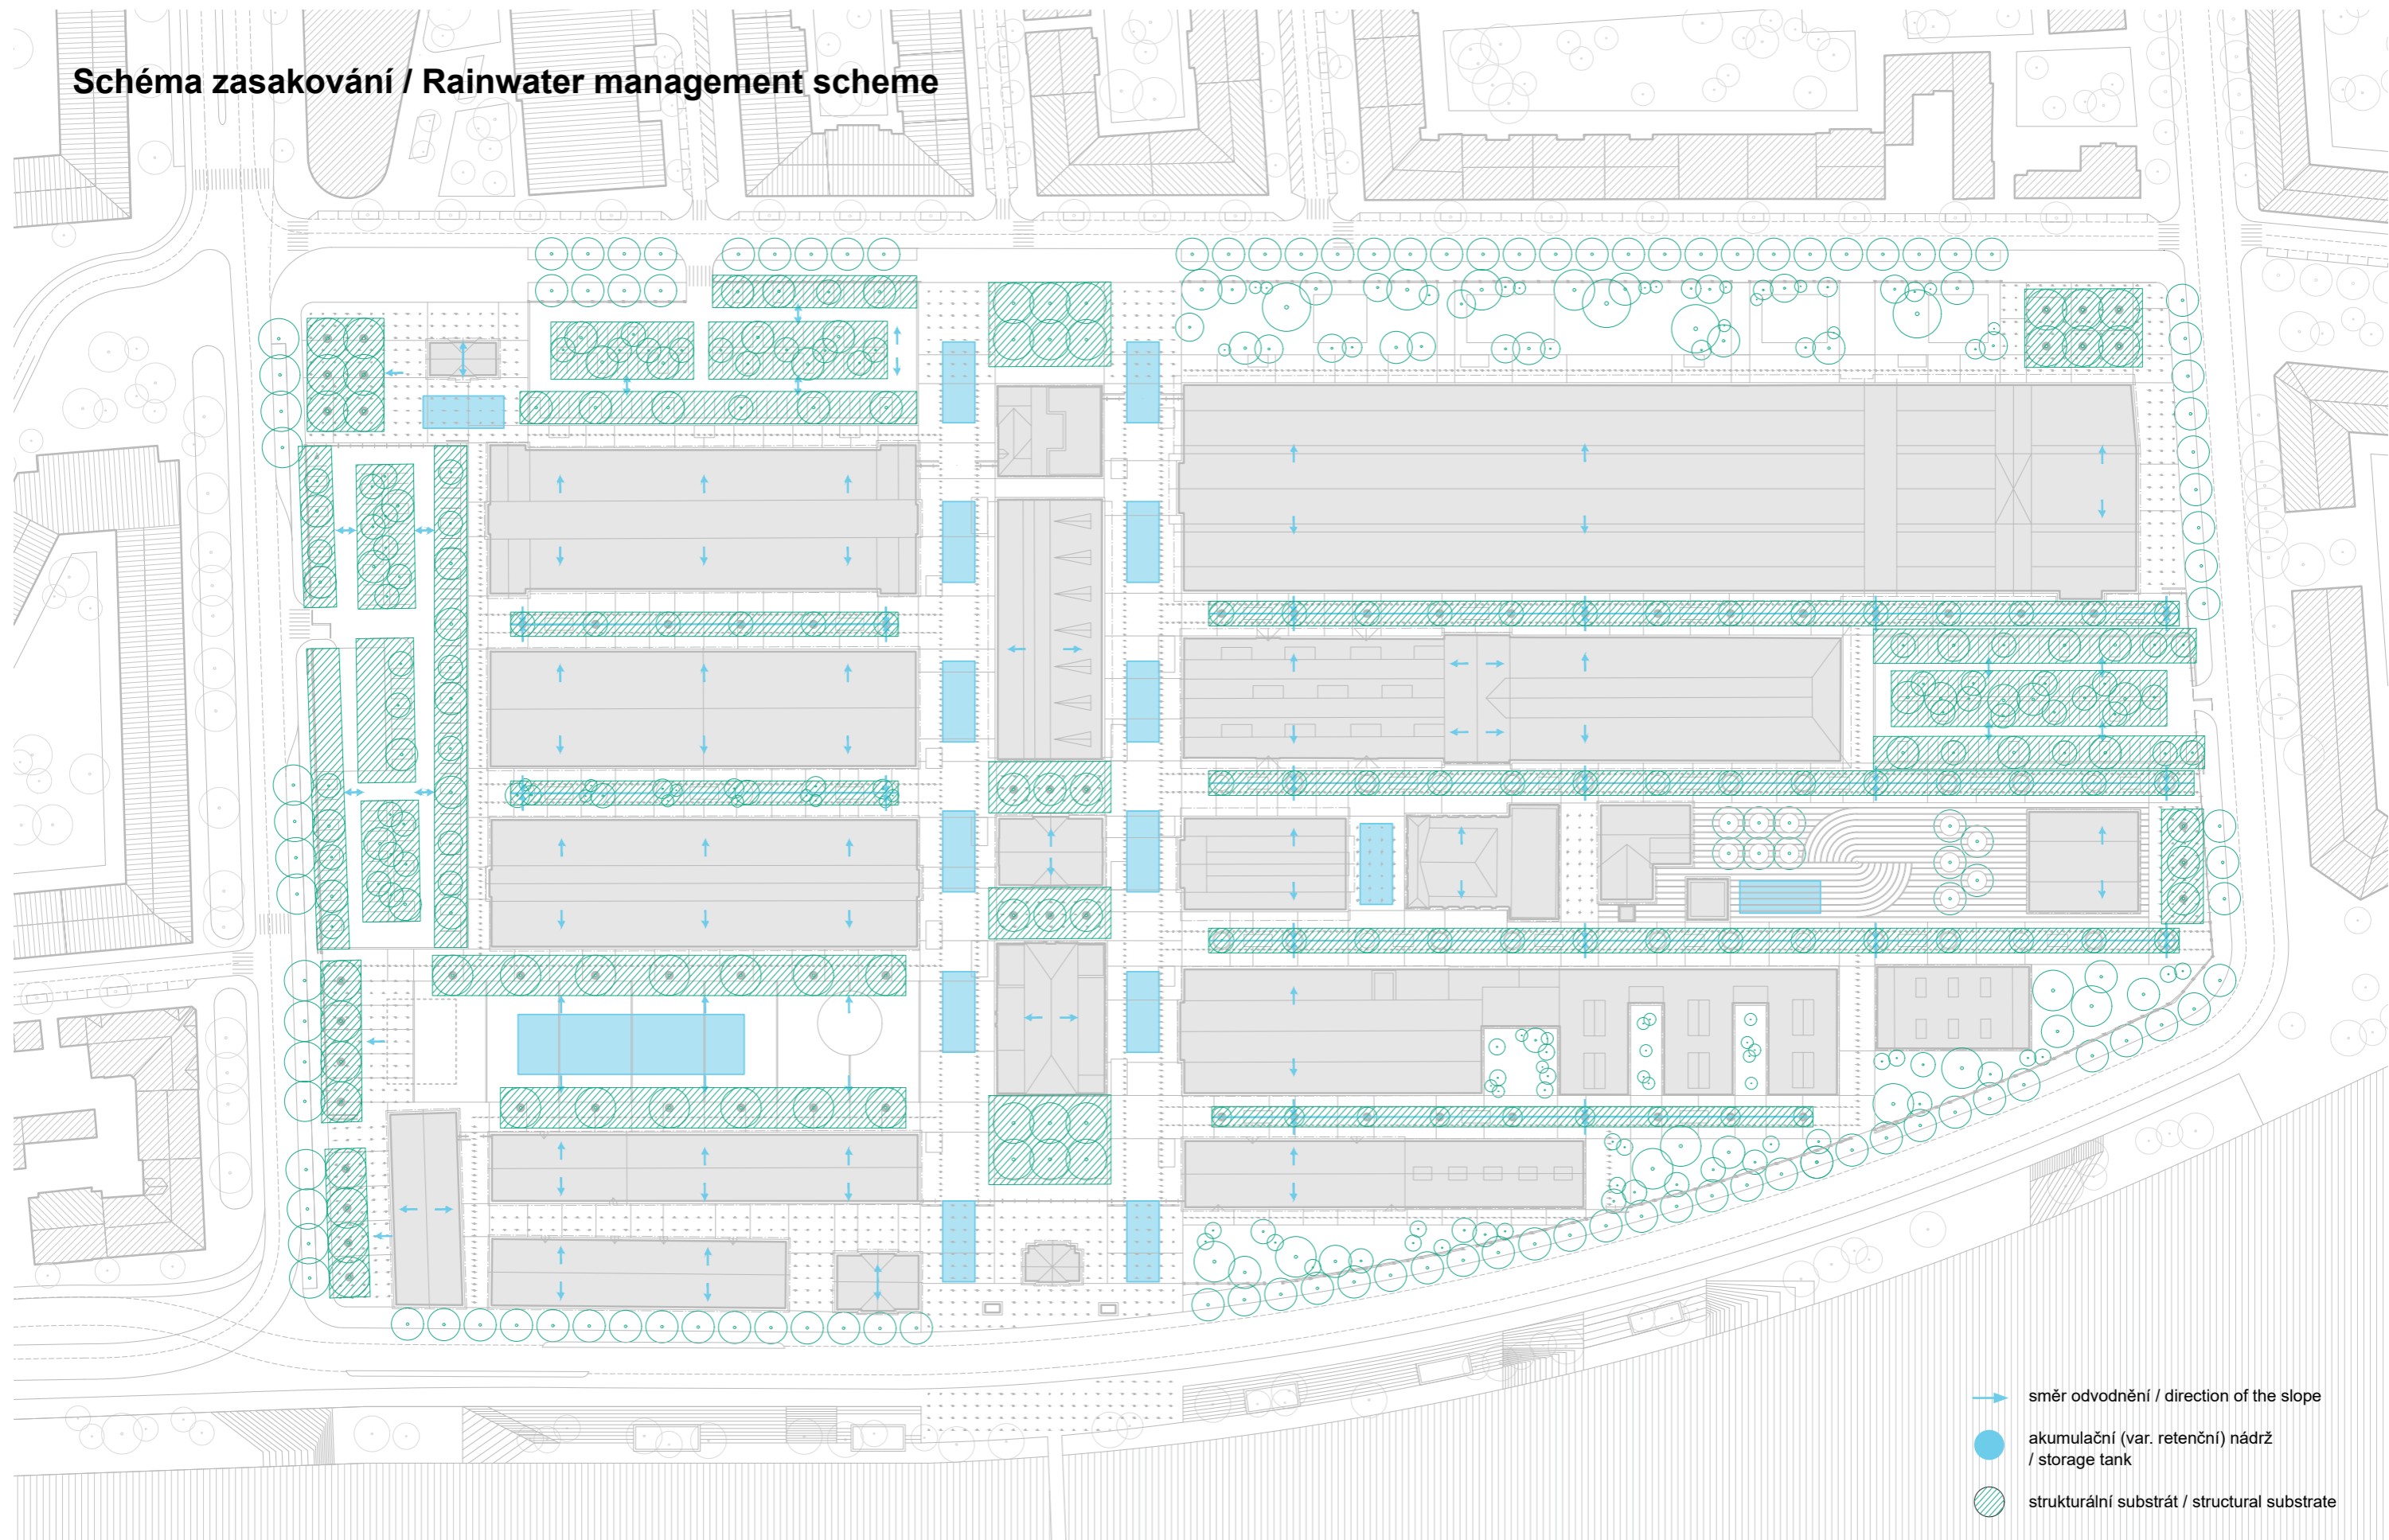 Schéma zasakování / Rainwater management scheme
směr odvodnění / direction of the slope
akumulační (var. retenční) nádrž
/ storage tank
strukturální substrát / structural substrate